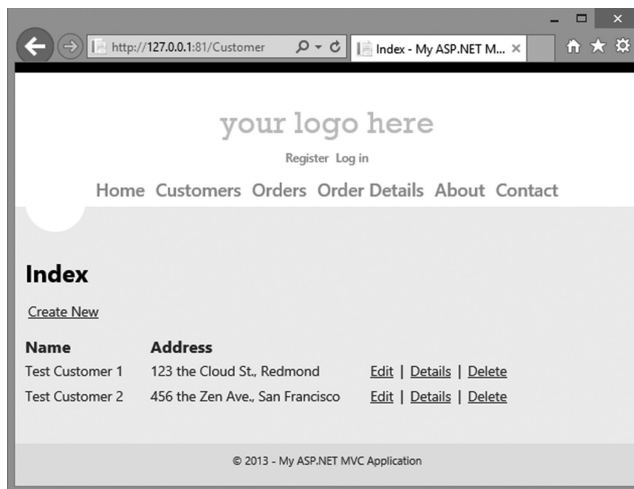 http://127.0.0.1:81/Customer
Index - My ASP.NET M...
your logo here
Register Log in
Home Customers Orders Order Details About Contact
Index
Create New
Name Address
Test Customer 1 123 the Cloud St., Redmond Edit | Details | Delete
Test Customer 2 456 the Zen Ave., San Francisco Edit | Details | Delete
© 2013 - My ASP.NET MVC Application